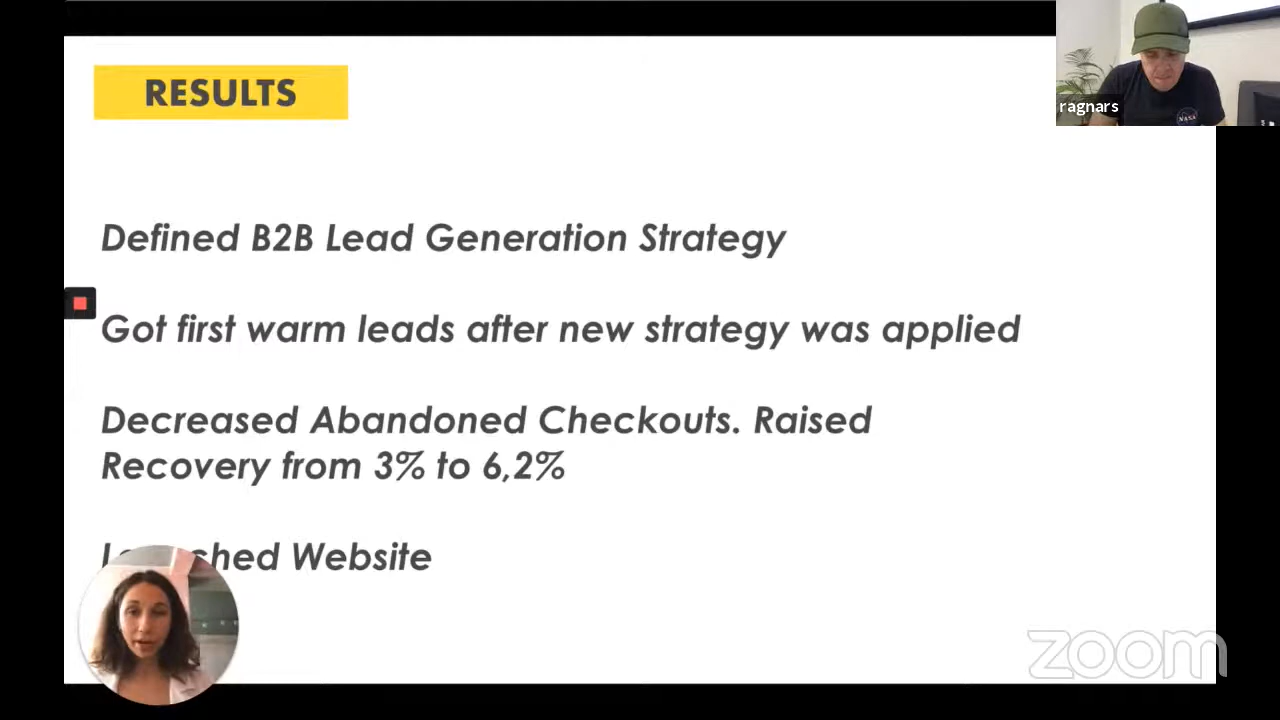 RESULTS
ragnars
NASA
Defined B2B Lead Generation Strategy
Got first warm leads after new strategy was applied
Decreased Abandoned Checkouts. Raised
Recovery from 3% to 6,2%
Website
zoom